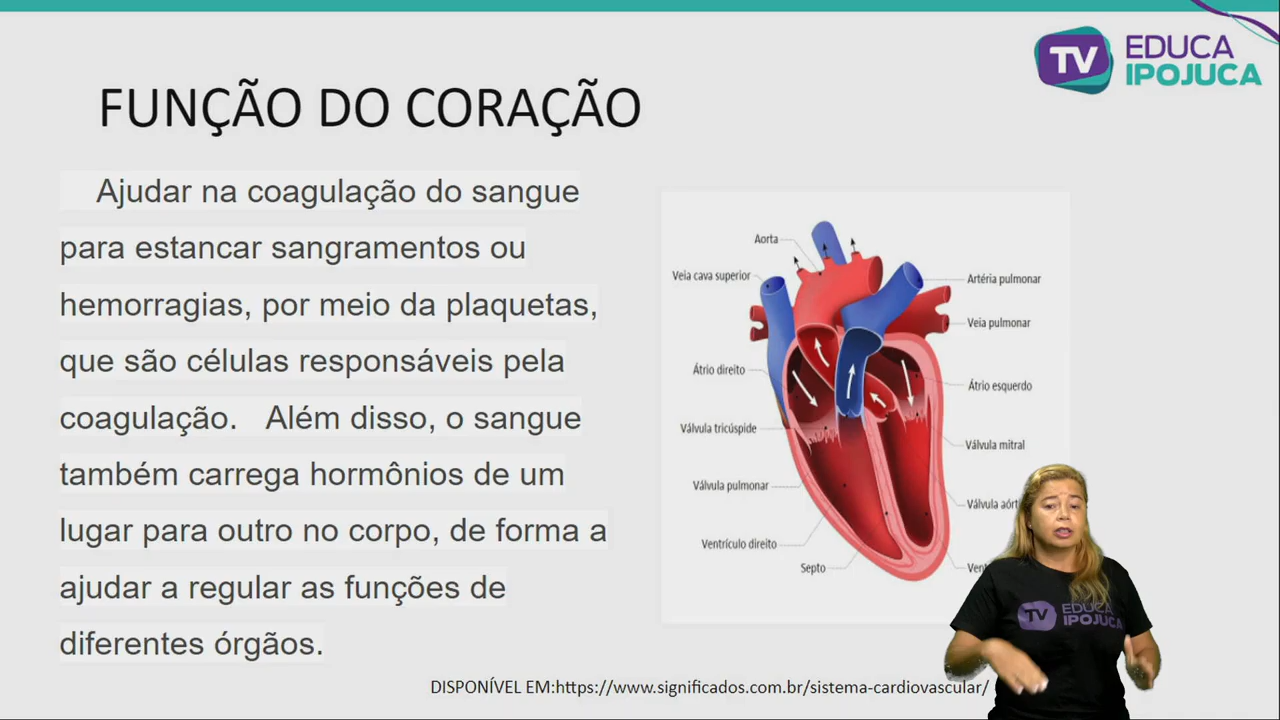 TV EDUCA
IPOJUCA
FUNÇÃO DO CORAÇÃO
Ajudar na coagulação do sangue
para estancar sangramentos ou
hemorragias, por meio da plaquetas,
que são células responsáveis pela
coagulação. Além disso, o sangue
também carrega hormônios de um
lugar para outro no corpo, de forma a
ajudar a regular as funções de
diferentes órgãos.
Aorta
Veia cava superior
Artéria pulmonar
Veia pulmonar
Átrio direito
Átrio esquerdo
Válvula tricúspide
Válvula mitral
Válvula pulmonar
Válvula
Ventrículo direito
Septo
TV EDUCA
IPOJUCA
DISPONÍVEL EM:https://www.significados.com.br/sistema-cardiovascular/